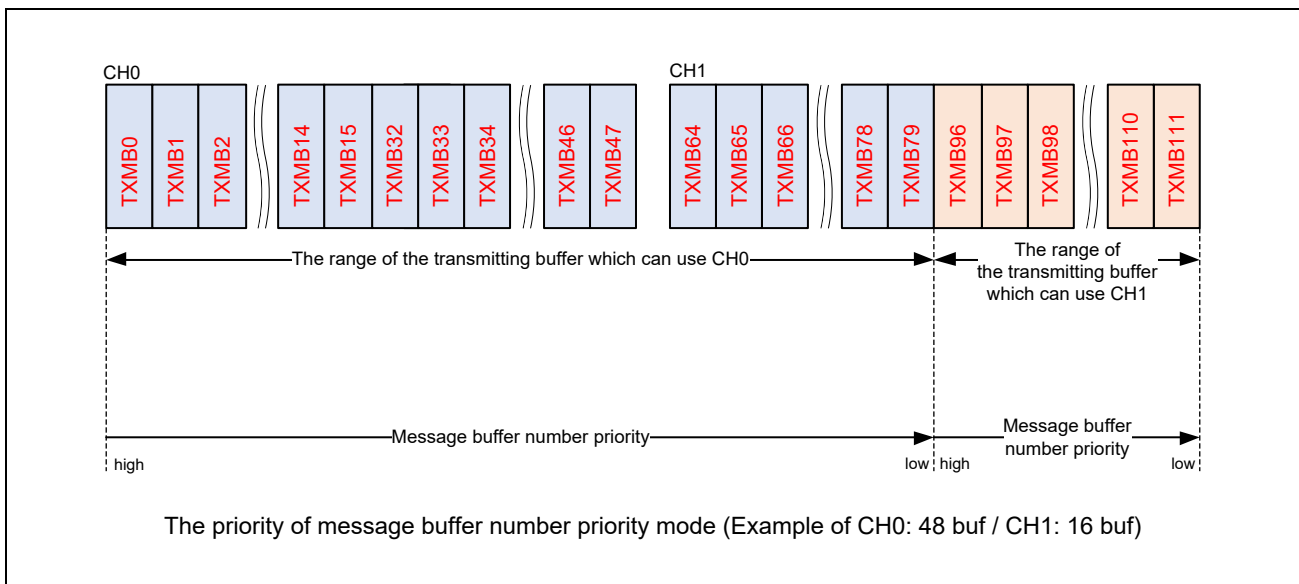 CH0
CH1
TXMB0
TXMB1
TXMB2
TXMB14
TXMB15
TXMB32
TXMB33
TXMB34
TXMB46
TXMB47
TXMB64
TXMB65
TXMB66
TXMB78
TXMB79
TXMB96
TXMB97
TXMB98
TXMB110
TXMB111
The range of the transmitting buffer which can use CH0
The range of
the transmitting buffer
which can use CH1
Message buffer number priority
Message buffer
number priority
high
low
high
low
The priority of message buffer number priority mode (Example of CH0: 48 buf / CH1: 16 buf)